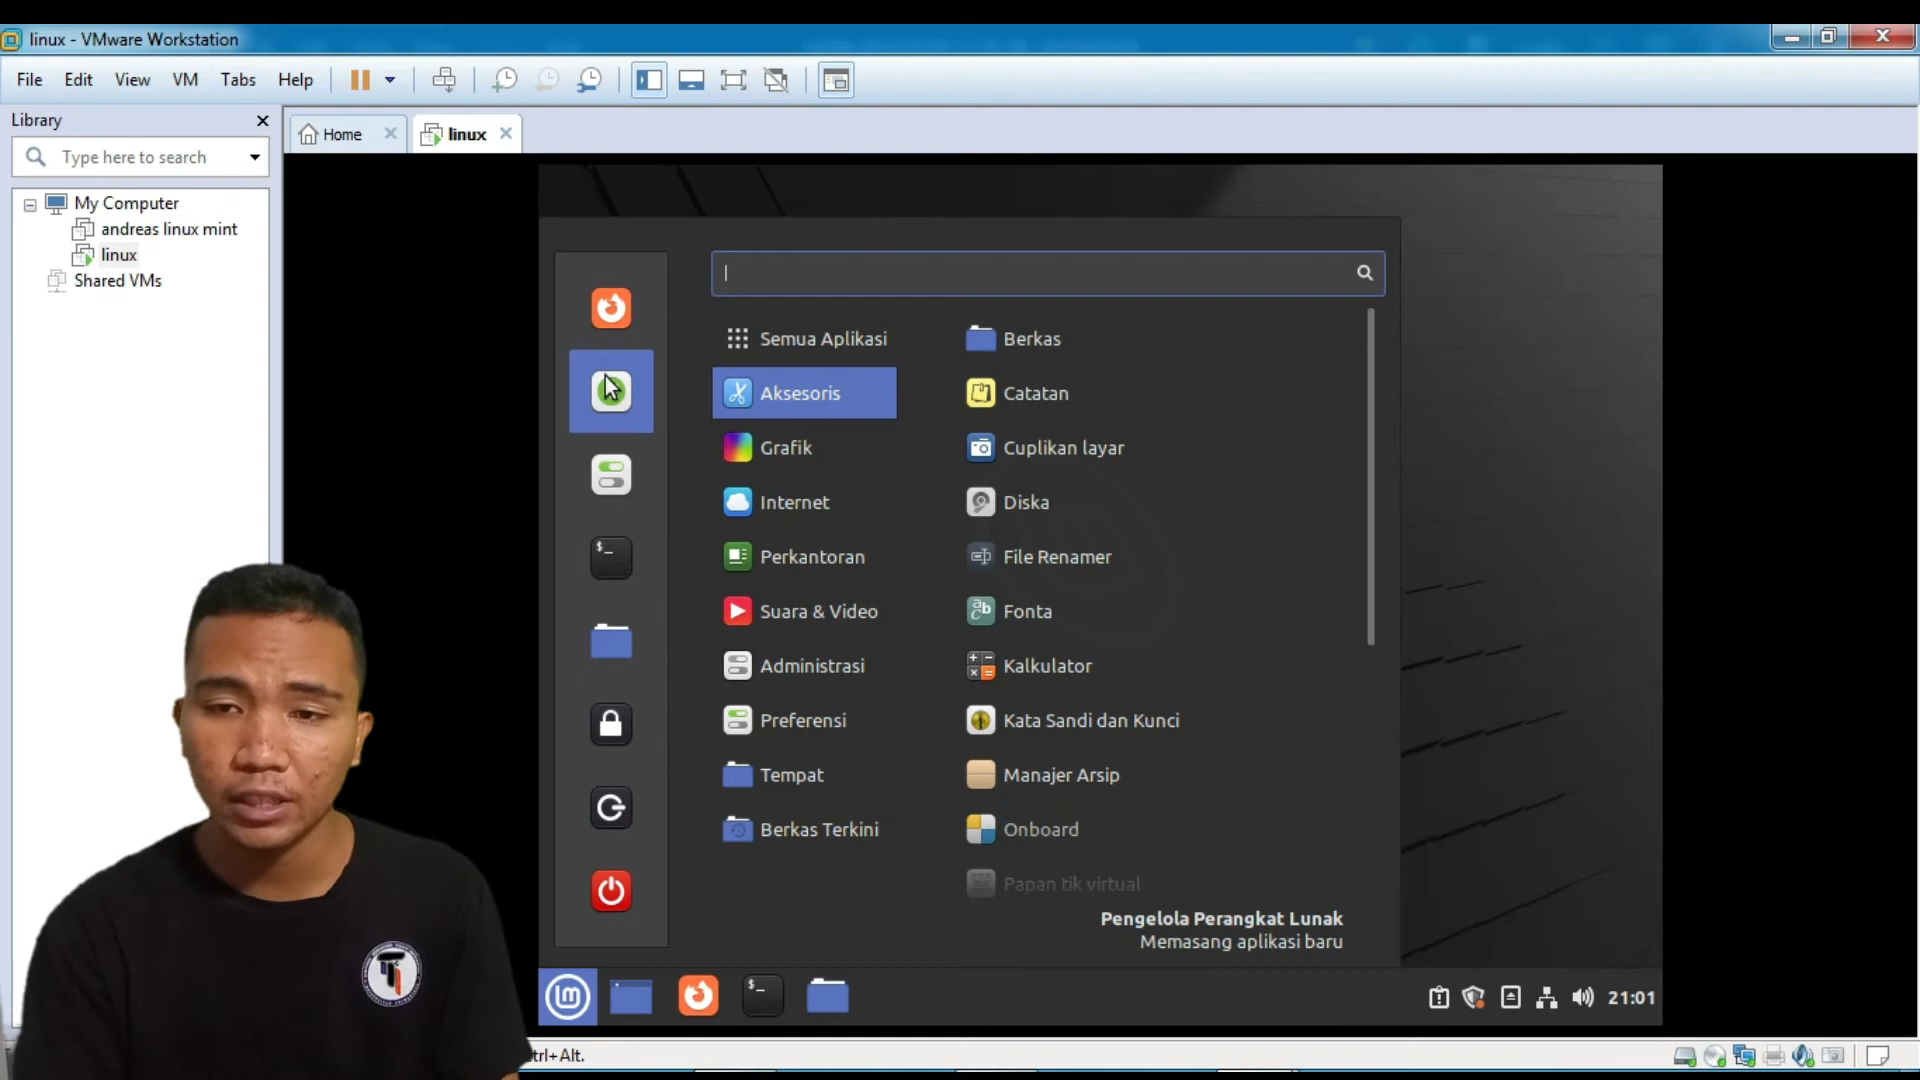 linux - VMware Workstation
File Edit View VM Tabs Help
Library
Type here to search
My Computer
andreas linux mint
linux
Shared VMs
Home
linux
Semua Aplikasi
Aksesoris
Grafik
Internet
Perkantoran
Suara & Video
Administrasi
Preferensi
Tempat
Berkas Terkini
Berkas
Catatan
Cuplikan layar
Diska
File Renamer
Fonta
Kalkulator
Kata Sandi dan Kunci
Manajer Arsip
Onboard
Papan tik virtual
Pengelola Perangkat Lunak
Memasang aplikasi baru
21:01
trl+Alt.